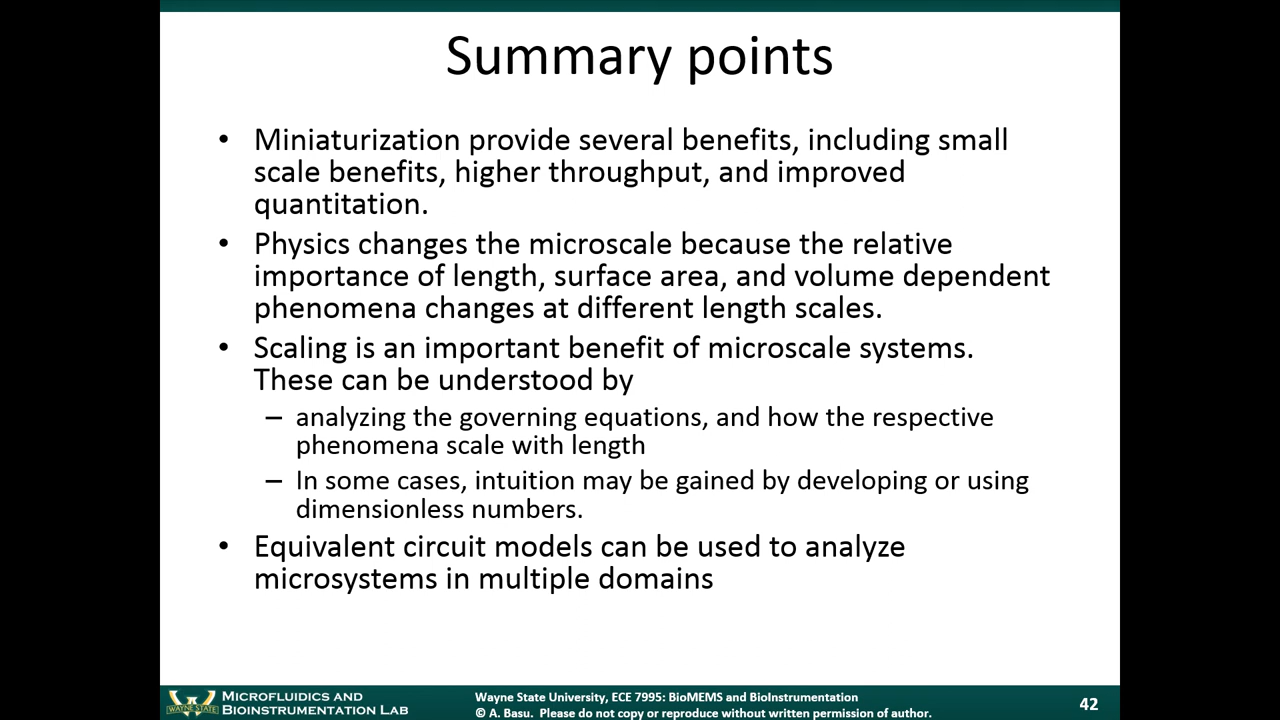 Summary points
• Miniaturization provide several benefits, including small
scale benefits, higher throughput, and improved
quantitation.
• Physics changes the microscale because the relative
importance of length, surface area, and volume dependent
phenomena changes at different length scales.
• Scaling is an important benefit of microscale systems.
These can be understood by
– analyzing the governing equations, and how the respective
phenomena scale with length
– In some cases, intuition may be gained by developing or using
dimensionless numbers.
• Equivalent circuit models can be used to analyze
microsystems in multiple domains
WAYNE STATE
MICROFLUIDICS AND
BIOINSTRUMENTATION LAB
Wayne State University, ECE 7995: BioMEMS and BioInstrumentation
© A. Basu. Please do not copy or reproduce without written permission of author.
42